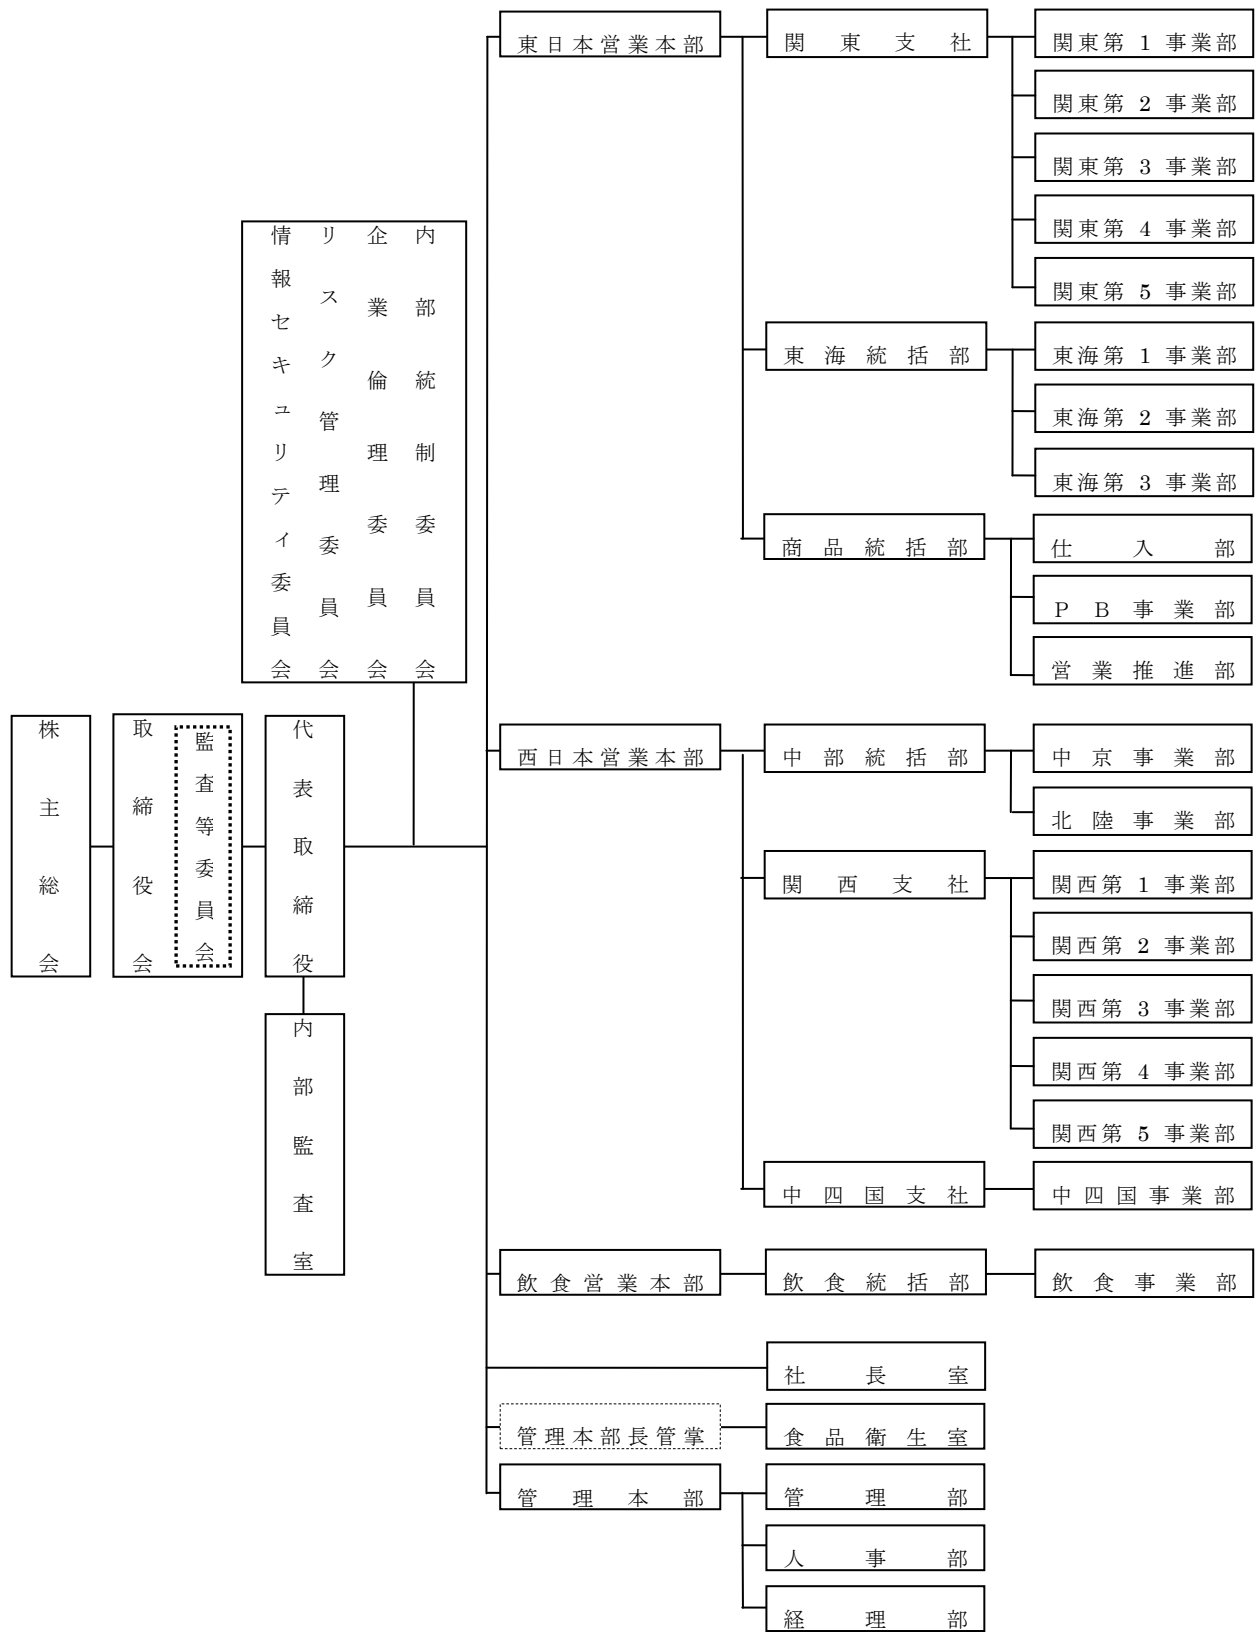 東日本営業本部
関東支社
関東第1事業部
関東第2事業部
関東第3事業部
関東第4事業部
関東第5事業部
東海統括部
東海第1事業部
東海第2事業部
東海第3事業部
商品統括部
仕入部
PB事業部
営業推進部
内部統制委員会
企業倫理委員会
リスク管理委員会
情報セキュリティ委員会
株主総会
取締役会
監査等委員会
代表取締役
内部監査室
西日本営業本部
中部統括部
中京事業部
北陸事業部
関西支社
関西第1事業部
関西第2事業部
関西第3事業部
関西第4事業部
関西第5事業部
中四国支社
中四国事業部
飲食営業本部
飲食統括部
飲食事業部
社長室
管理本部長管掌
食品衛生室
管理本部
管理部
人事部
経理部